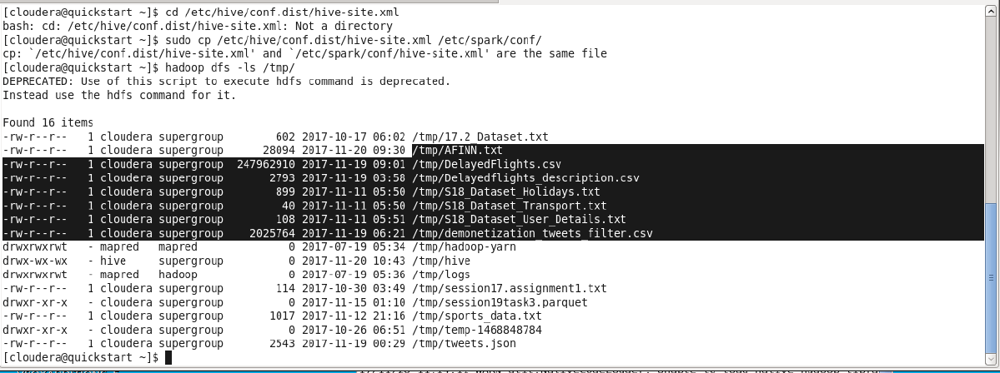 [cloudera@quickstart ~]$ cd /etc/hive/conf.dist/hive-site.xml
bash: cd: /etc/hive/conf.dist/hive-site.xml: Not a directory
[cloudera@quickstart ~]$ sudo cp /etc/hive/conf.dist/hive-site.xml /etc/spark/conf/
cp: `/etc/hive/conf.dist/hive-site.xml' and `/etc/spark/conf/hive-site.xml' are the same file
[cloudera@quickstart ~]$ hadoop dfs -ls /tmp/
DEPRECATED: Use of this script to execute hdfs command is deprecated.
Instead use the hdfs command for it.
Found 16 items
-rw-r--r--   1 cloudera supergroup        602 2017-10-17 06:02 /tmp/17.2_Dataset.txt
-rw-r--r--   1 cloudera supergroup      28094 2017-11-20 09:30 /tmp/AFINN.txt
-rw-r--r--   1 cloudera supergroup  247962910 2017-11-19 09:01 /tmp/DelayedFlights.csv
-rw-r--r--   1 cloudera supergroup       2793 2017-11-19 03:58 /tmp/Delayedflights_description.csv
-rw-r--r--   1 cloudera supergroup        899 2017-11-11 05:50 /tmp/S18_Dataset_Holidays.txt
-rw-r--r--   1 cloudera supergroup         40 2017-11-11 05:50 /tmp/S18_Dataset_Transport.txt
-rw-r--r--   1 cloudera supergroup        108 2017-11-11 05:51 /tmp/S18_Dataset_User_Details.txt
-rw-r--r--   1 cloudera supergroup    2025764 2017-11-19 06:21 /tmp/demonetization_tweets_filter.csv
drwxrwxrwt   - mapred   mapred              0 2017-07-19 05:34 /tmp/hadoop-yarn
drwx-wx-wx   - hive     supergroup          0 2017-11-20 10:43 /tmp/hive
drwxrwxrwt   - mapred   hadoop              0 2017-07-19 05:36 /tmp/logs
-rw-r--r--   1 cloudera supergroup        114 2017-10-30 03:49 /tmp/session17.assignment1.txt
drwxr-xr-x   - cloudera supergroup          0 2017-11-15 01:10 /tmp/session19task3.parquet
-rw-r--r--   1 cloudera supergroup       1017 2017-11-12 21:16 /tmp/sports_data.txt
drwxr-xr-x   - cloudera supergroup          0 2017-10-26 06:51 /tmp/temp-1468848784
-rw-r--r--   1 cloudera supergroup       2543 2017-11-19 00:29 /tmp/tweets.json
[cloudera@quickstart ~]$